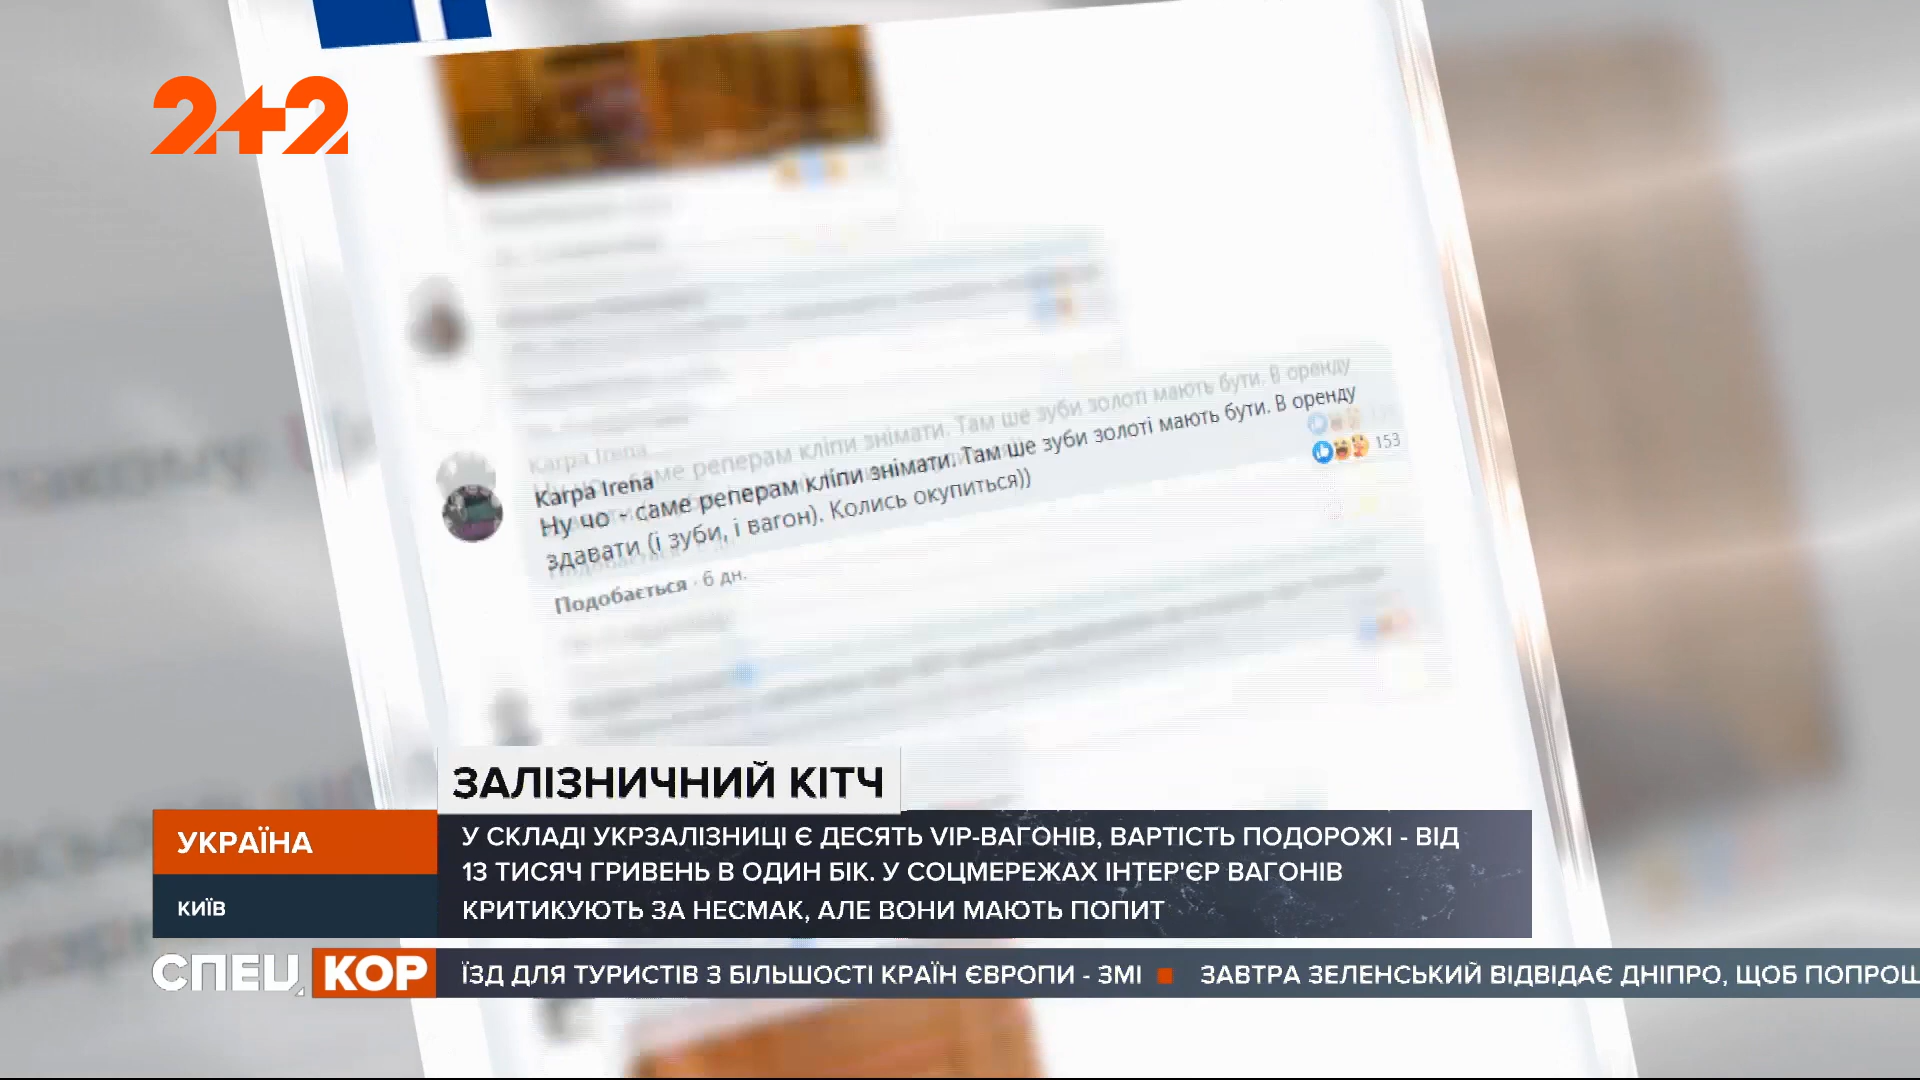 2+2
Karpa Irena
Ну чо - саме реперам кліпи знімати. Там ше зуби золоті мають бути. В оренду
здавати (і зуби, і вагон). Колись окупиться))
153
Подобається · 6 дн.
ЗАЛІЗНИЧНИЙ КІТЧ
УКРАЇНА
КИЇВ
У СКЛАДІ УКРЗАЛІЗНИЦІ Є ДЕСЯТЬ VIP-ВАГОНІВ, ВАРТІСТЬ ПОДОРОЖІ - ВІД
13 ТИСЯЧ ГРИВЕНЬ В ОДИН БІК. У СОЦМЕРЕЖАХ ІНТЕР'ЄР ВАГОНІВ
КРИТИКУЮТЬ ЗА НЕСМАК, АЛЕ ВОНИ МАЮТЬ ПОПИТ
СПЕЦКОР
ЇЗД ДЛЯ ТУРИСТІВ З БІЛЬШОСТІ КРАЇН ЄВРОПИ - ЗМІ ЗАВТРА ЗЕЛЕНСЬКИЙ ВІДВІДАЄ ДНІПРО, ЩОБ ПОПРОЩ